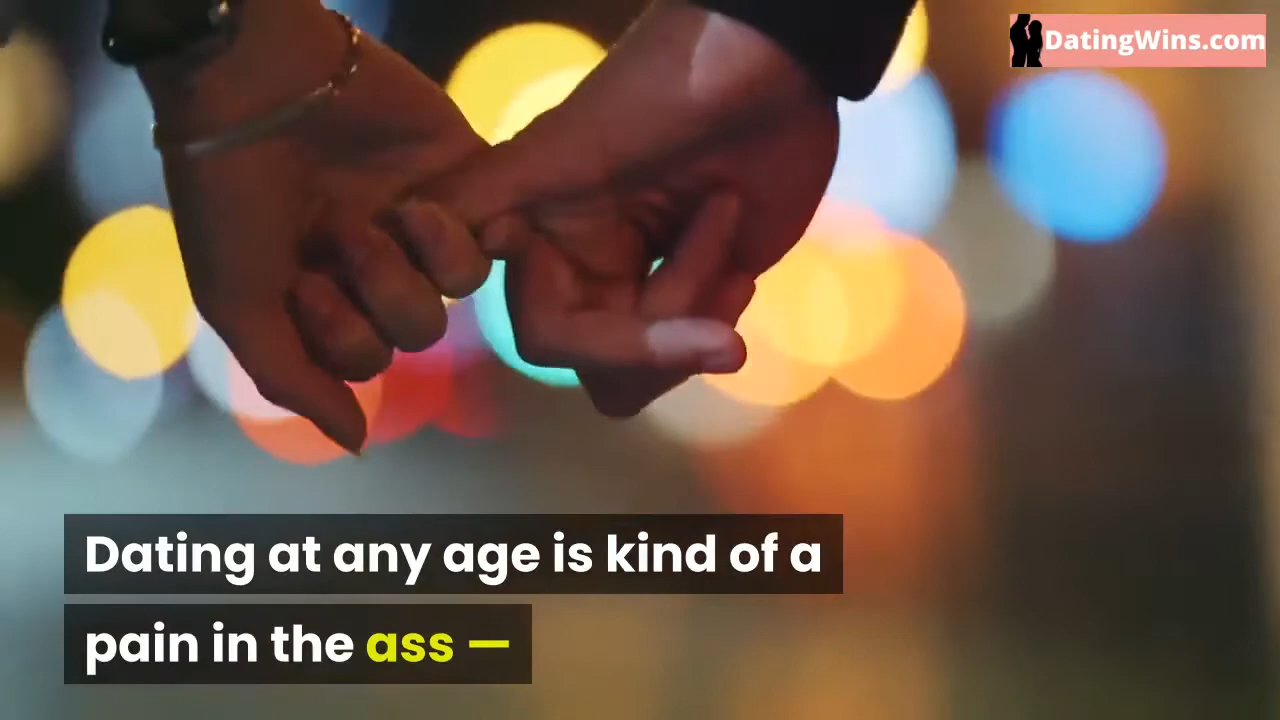 DatingWins.com
Dating at any age is kind of a
pain in the ass —